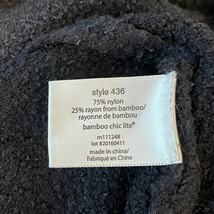 style 436
75% nylon
25% rayon from bamboo/
rayonne de bambou
bamboo chic lite®
rn111248
lot #20160411
made in china/
Fabriqué en Chine